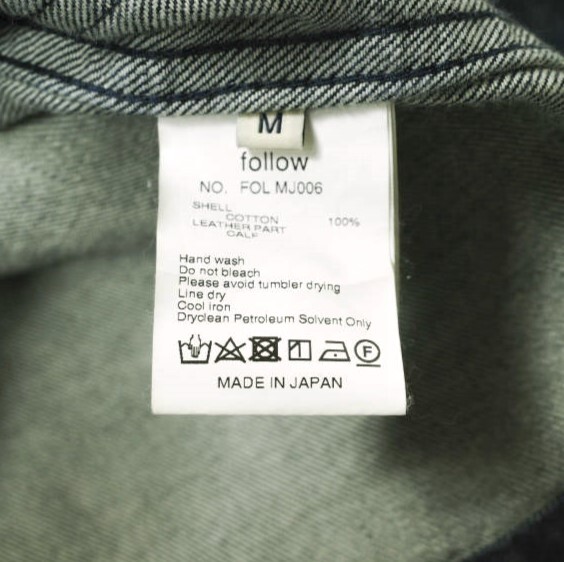 M
follow
NO. FOL MJ006
SHELL
COTTON 100%
LEATHER PART
CALF
Hand wash
Do not bleach
Please avoid tumbler drying
Line dry
Cool iron
Dryclean Petroleum Solvent Only
F
MADE IN JAPAN